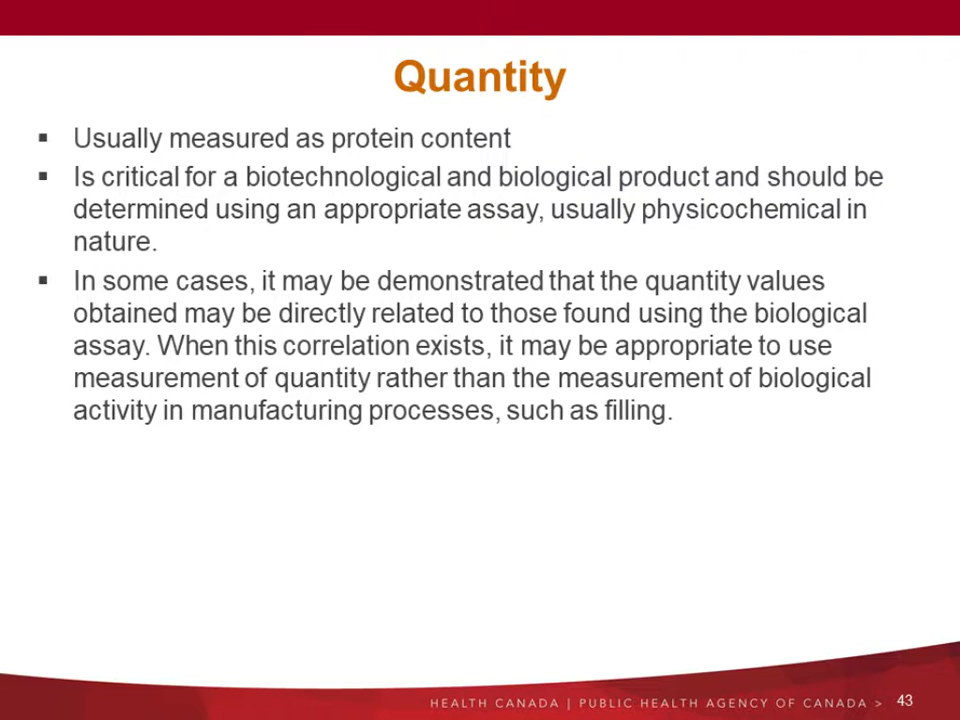 Quantity
▪ Usually measured as protein content
▪ Is critical for a biotechnological and biological product and should be
determined using an appropriate assay, usually physicochemical in
nature.
▪ In some cases, it may be demonstrated that the quantity values
obtained may be directly related to those found using the biological
assay. When this correlation exists, it may be appropriate to use
measurement of quantity rather than the measurement of biological
activity in manufacturing processes, such as filling.
HEALTH CANADA | PUBLIC HEALTH AGENCY OF CANADA > 43